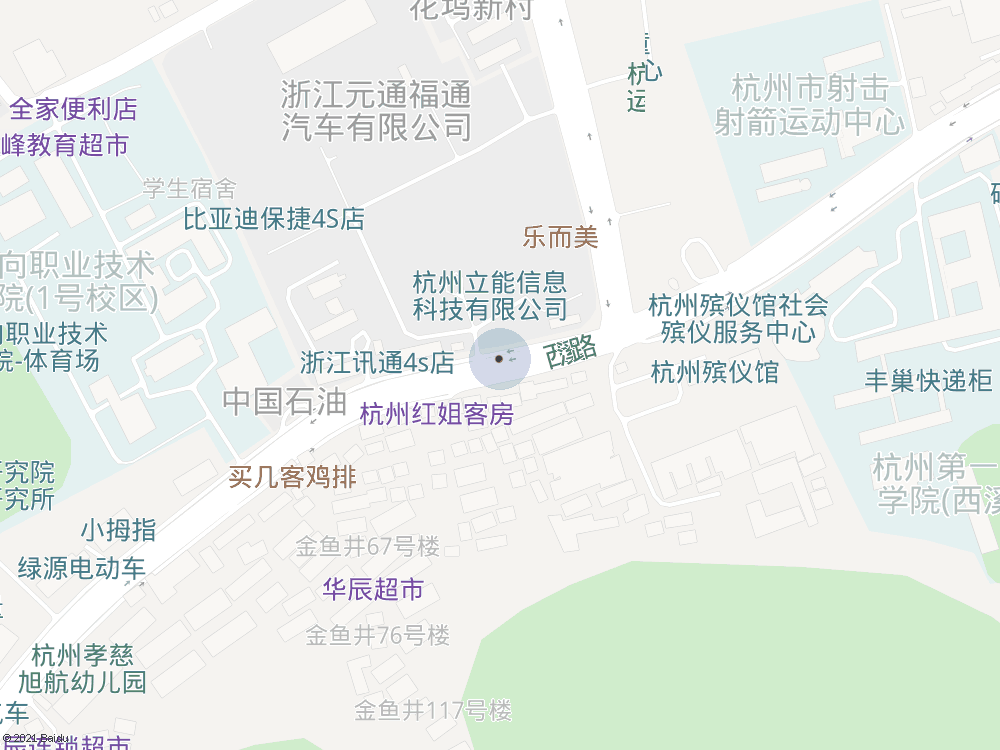 花坞新村
浙江元通福通
汽车有限公司
全家便利店
峰教育超市
学生宿舍
比亚迪保捷4S店
杭州市射击
射箭运动中心
乐而美
向职业技术
院(1号校区)
杭州立能信息
科技有限公司
杭州殡仪馆社会
殡仪服务中心
职业技术
院-体育场
浙江讯通4s店
西溪路
杭州殡仪馆
丰巢快递柜
中国石油
杭州红姐客房
买几客鸡排
究院
究所
杭州第一
学院(西溪
小拇指
绿源电动车
金鱼井67号楼
华辰超市
金鱼井76号楼
杭州孝慈
旭航幼儿园
金鱼井117号楼
汽车
辰连锁超市
© 2021 Baidu